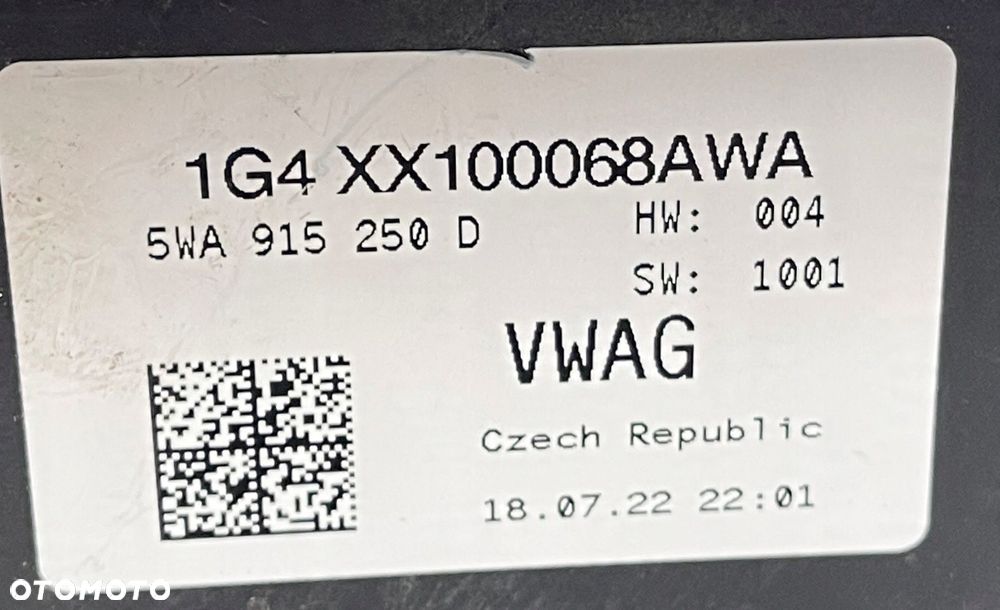 1G4 XX100068AWA
5WA 915 250 D
HW: 004
SW: 1001
VWAG
Czech Republic
18.07.22 22:01
OTOMOTO